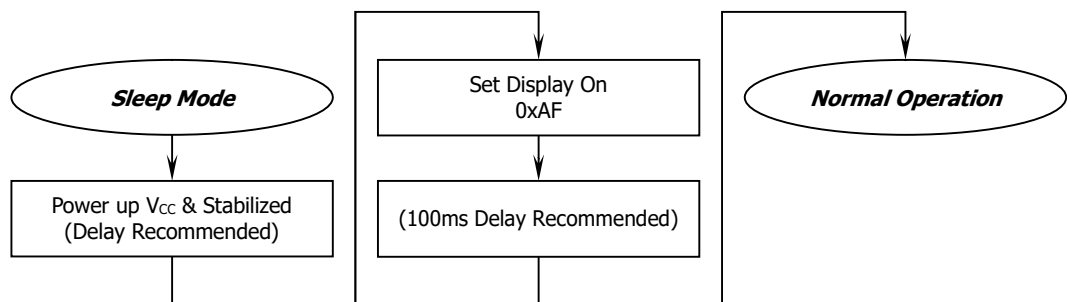 Sleep Mode
Power up VCC & Stabilized
(Delay Recommended)
Set Display On
0xAF
(100ms Delay Recommended)
Normal Operation